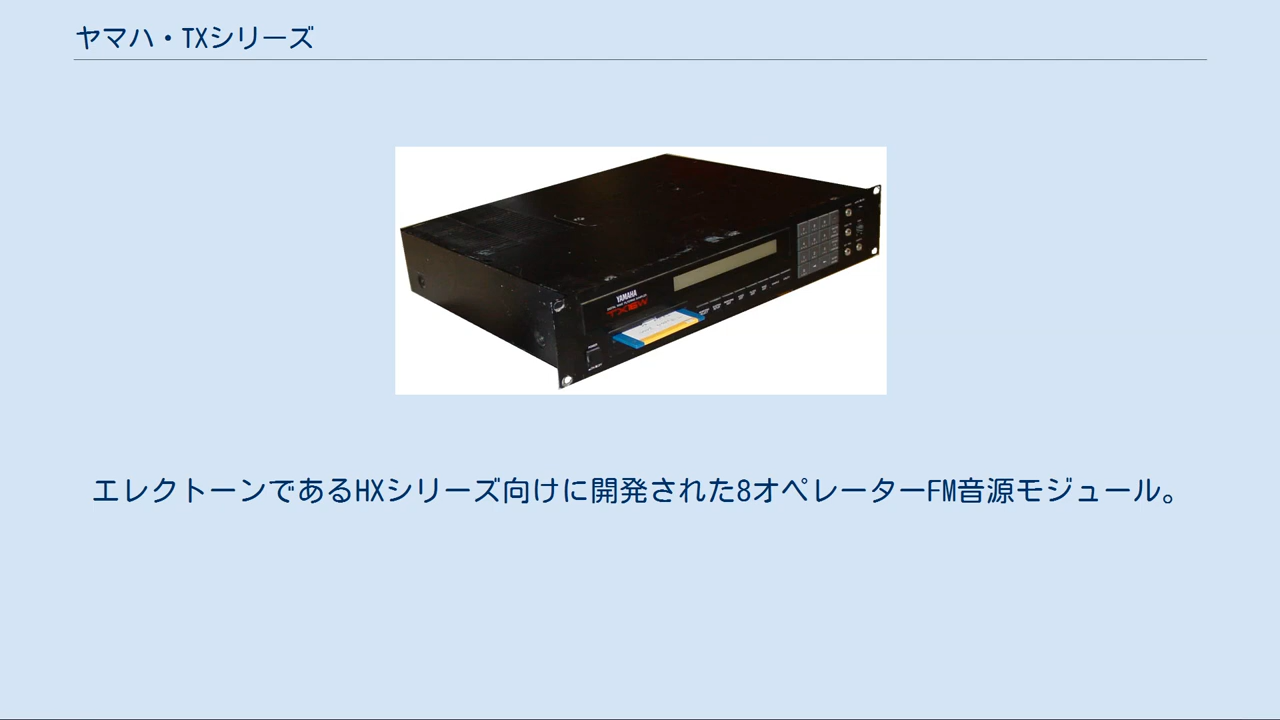 ヤマハ・TXシリーズ
YAMAHA
TX16W
エレクトーンであるHXシリーズ向けに開発された8オペレーターFM音源モジュール。